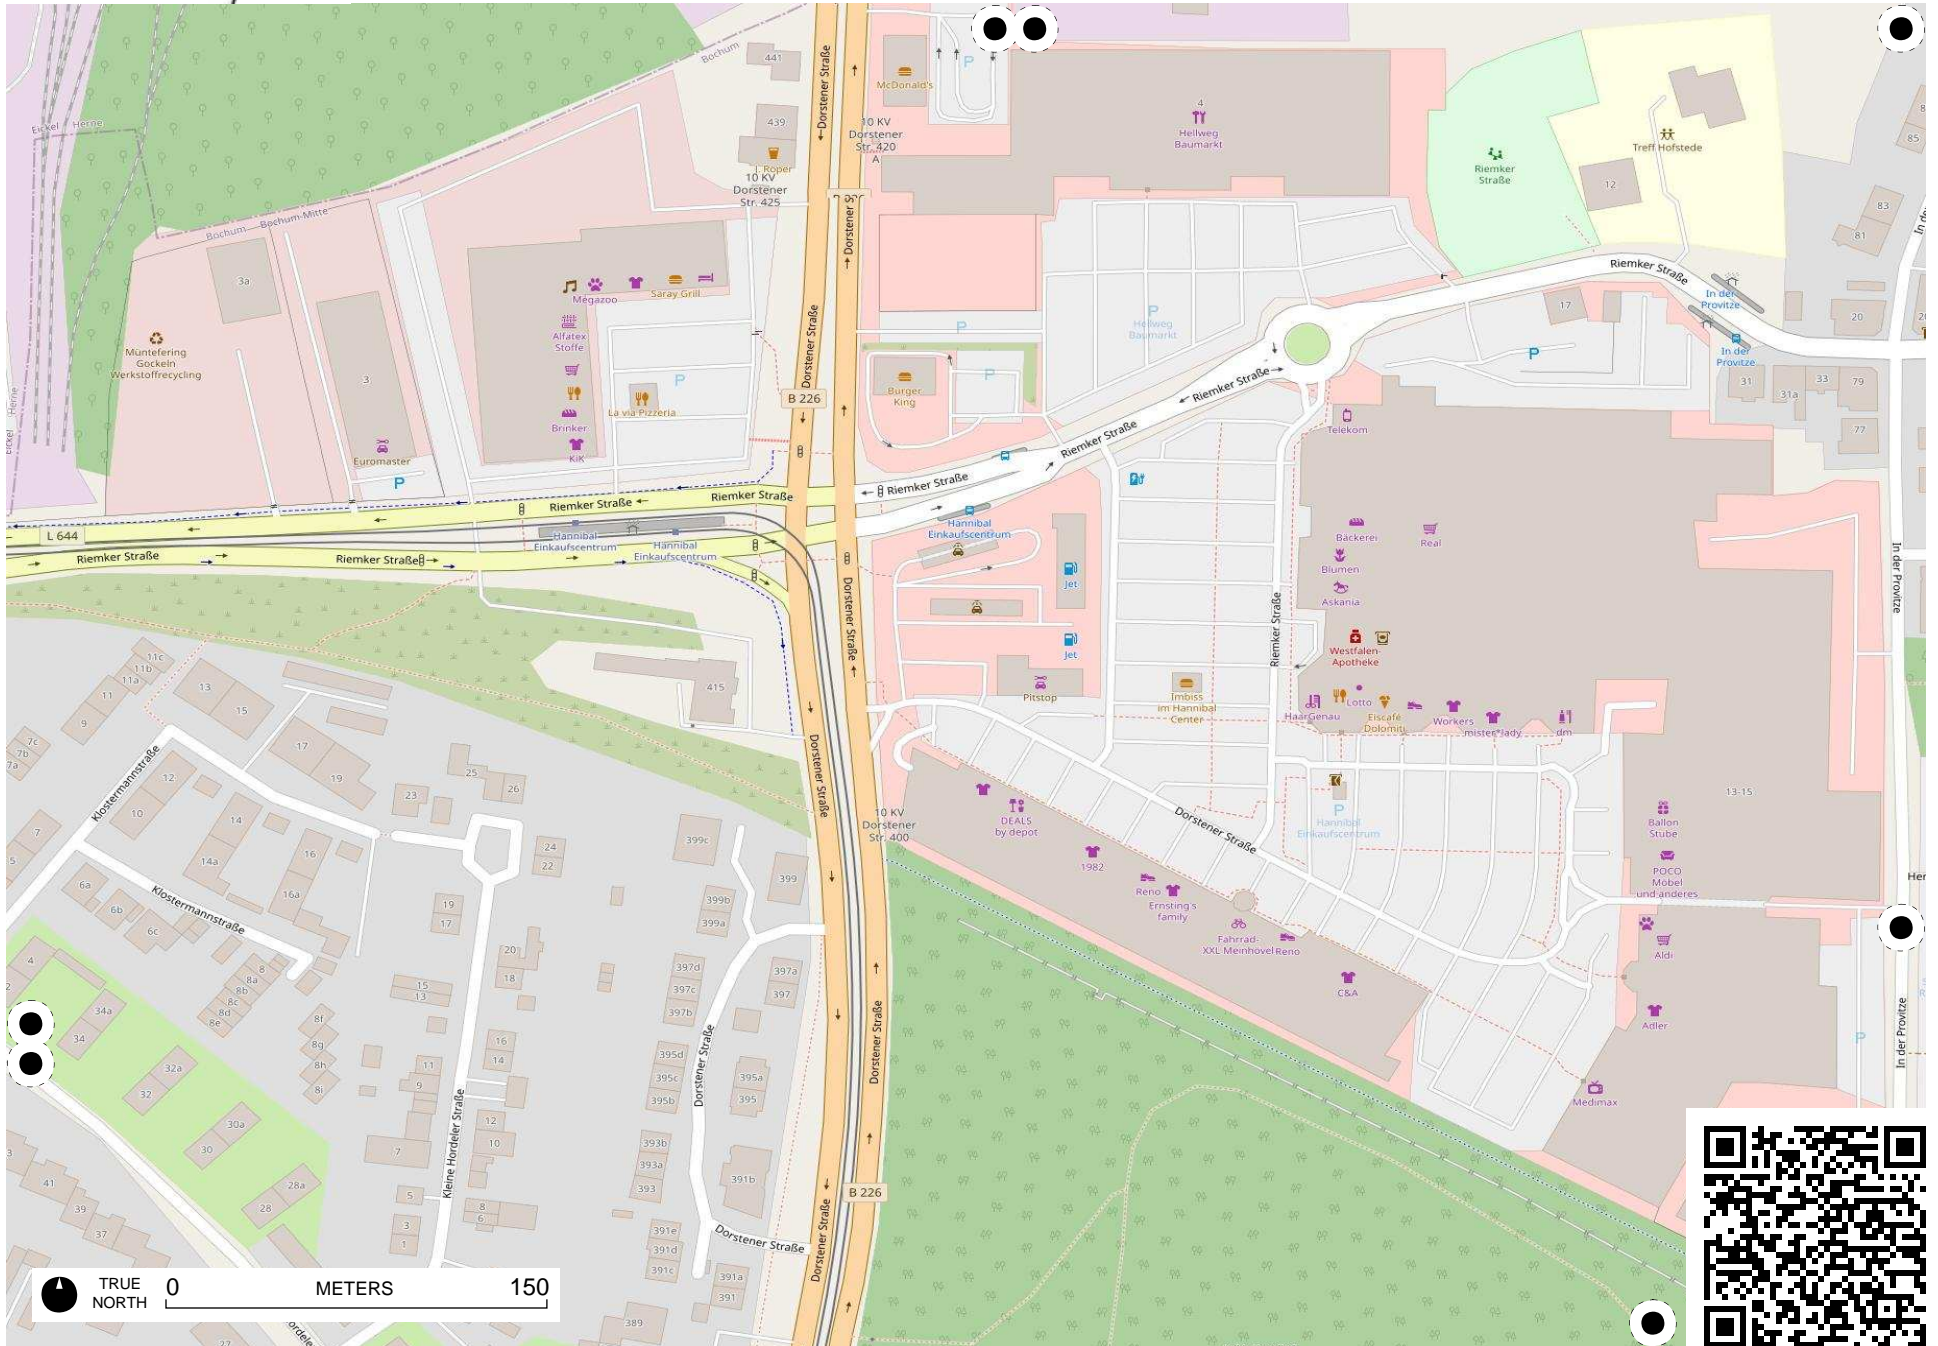 Bochum
Eickel
Herne
Bochum
Bochum-Mitte
Eickel
Herne
441
439
J. Röper
10 KV
Dorstener
Str. 425
McDonald's
10 KV
Dorstener
Str. 420
A
P
4
Hellweg
Baumarkt
Riemker
Straße
Treff Hofstede
12
85
83
81
Dorstener Straße
3a
3
Müntefering
Gockeln
Werkstoffrecycling
Euromaster
P
Megazoo
Saray Grill
Alfatex
Stoffe
P
La via Pizzeria
Brinker
KiK
Dorstener Straße
B 226
P
P
Hellweg
Baumarkt
Burger
King
P
Riemker Straße
Riemker Straße
Riemker Straße
In der
Provitze
In der
Provitze
17
P
20
31
31a
33
79
77
Telekom
L 644
Riemker Straße
Riemker Straße
Riemker Straße
Riemker Straße
Riemker Straße
Hannibal
Einkaufscentrum
Hannibal
Einkaufscentrum
Hannibal
Einkaufscentrum
Jet
Jet
Pitstop
Bäckerei
Real
Blumen
Askania
Westfalen-
Apotheke
Riemker Straße
In der Provitze
Imbiss
im Hannibal
Center
HaarGenau
Lotto
Eiscafe
Dolomiti
Workers
mister*lady
dm
Dorstener Straße
Dorstener Straße
415
11c
11b
11a
11
9
13
15
7c
7b
7a
17
19
Klostermannstraße
12
10
14
14a
16
16a
23
25
26
24
22
7
5
6a
6b
6c
Klostermannstraße
19
17
20
18
15
13
8
8a
8b
8c
8d
8e
8f
8g
8h
8i
4
2
34a
34
32a
32
30a
30
28a
28
11
9
7
5
3
1
16
14
12
10
8
6
Kleine Hordeler Straße
3
41
39
37
399c
399
399b
399a
397d
397c
397b
397a
397
395d
395c
395b
395a
395
393b
393a
393
391b
391e
391d
391c
391a
391
389
Dorstener Straße
Dorstener Straße
Dorstener Straße
Dorstener Straße
B 226
10 KV
Dorstener
Str. 400
DEALS
by depot
1982
Reno
Ernsting's
family
Fahrrad-
XXL Meinhövel
Reno
C&A
Dorstener Straße
P
Hannibal
Einkaufscentrum
13-15
Ballon
Stube
POCO
Möbel
und anderes
Aldi
Adler
Medimax
P
In der Provitze
Her
TRUE
NORTH
0
METERS
150